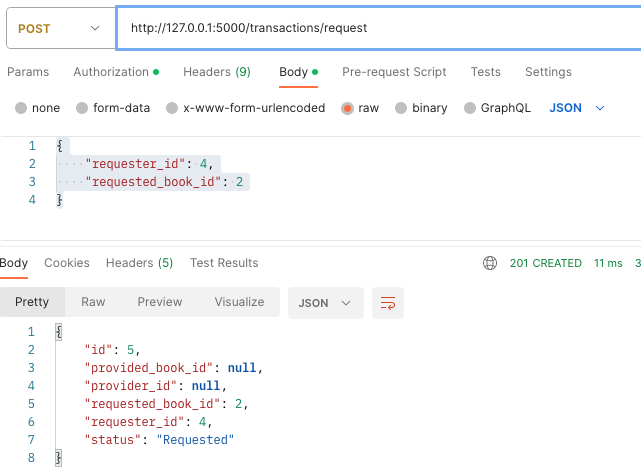 POST http://127.0.0.1:5000/transactions/request
Params Authorization Headers (9) Body Pre-request Script Tests Settings
none form-data x-www-form-urlencoded raw binary GraphQL JSON
1 {
2 "requester_id": 4,
3 "requested_book_id": 2
4 }
Body Cookies Headers (5) Test Results 201 CREATED 11 ms 3
Pretty Raw Preview Visualize JSON
1 {
2 "id": 5,
3 "provided_book_id": null,
4 "provider_id": null,
5 "requested_book_id": 2,
6 "requester_id": 4,
7 "status": "Requested"
8 }